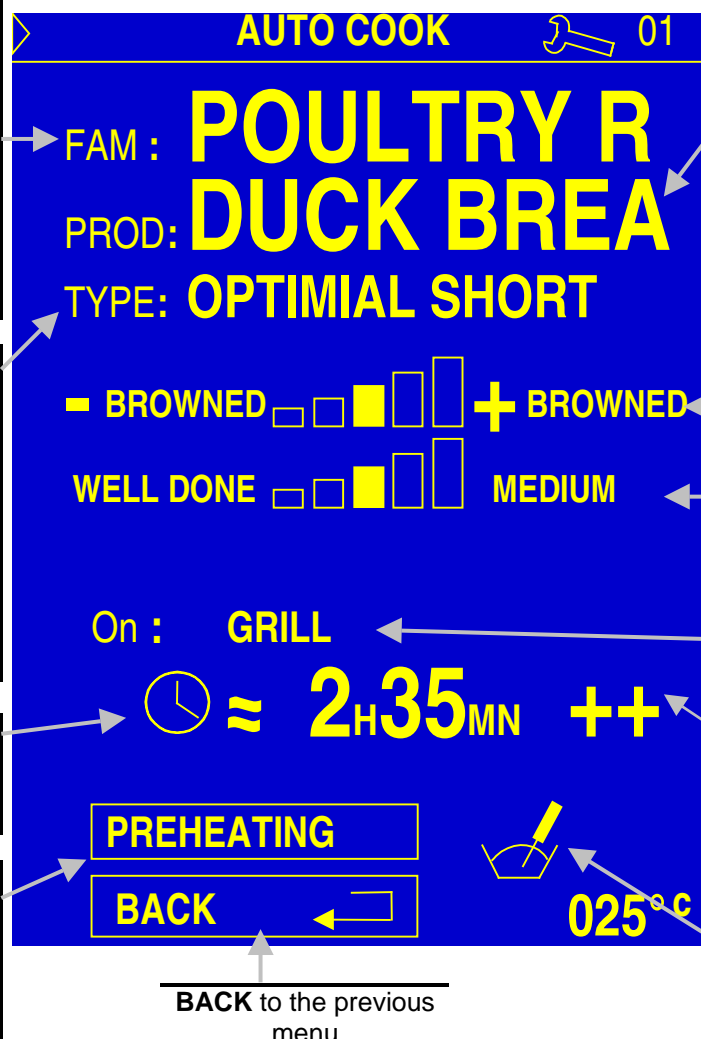 AUTO COOK 01
FAM : POULTRY R
PROD: DUCK BREA
TYPE: OPTIMIAL SHORT
- BROWNED + BROWNED
WELL DONE MEDIUM
On : GRILL
≈ 2H35MN ++
PREHEATING
BACK
025°C
BACK to the previous
menu